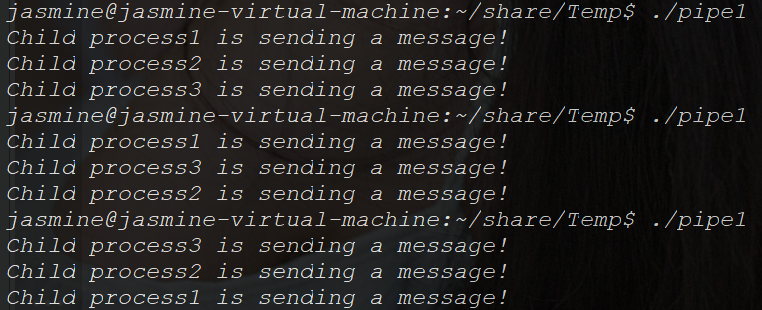 jasmine@jasmine-virtual-machine:~/share/Temp$ ./pipe1
Child process1 is sending a message!
Child process2 is sending a message!
Child process3 is sending a message!
jasmine@jasmine-virtual-machine:~/share/Temp$ ./pipe1
Child process1 is sending a message!
Child process3 is sending a message!
Child process2 is sending a message!
jasmine@jasmine-virtual-machine:~/share/Temp$ ./pipe1
Child process3 is sending a message!
Child process2 is sending a message!
Child process1 is sending a message!